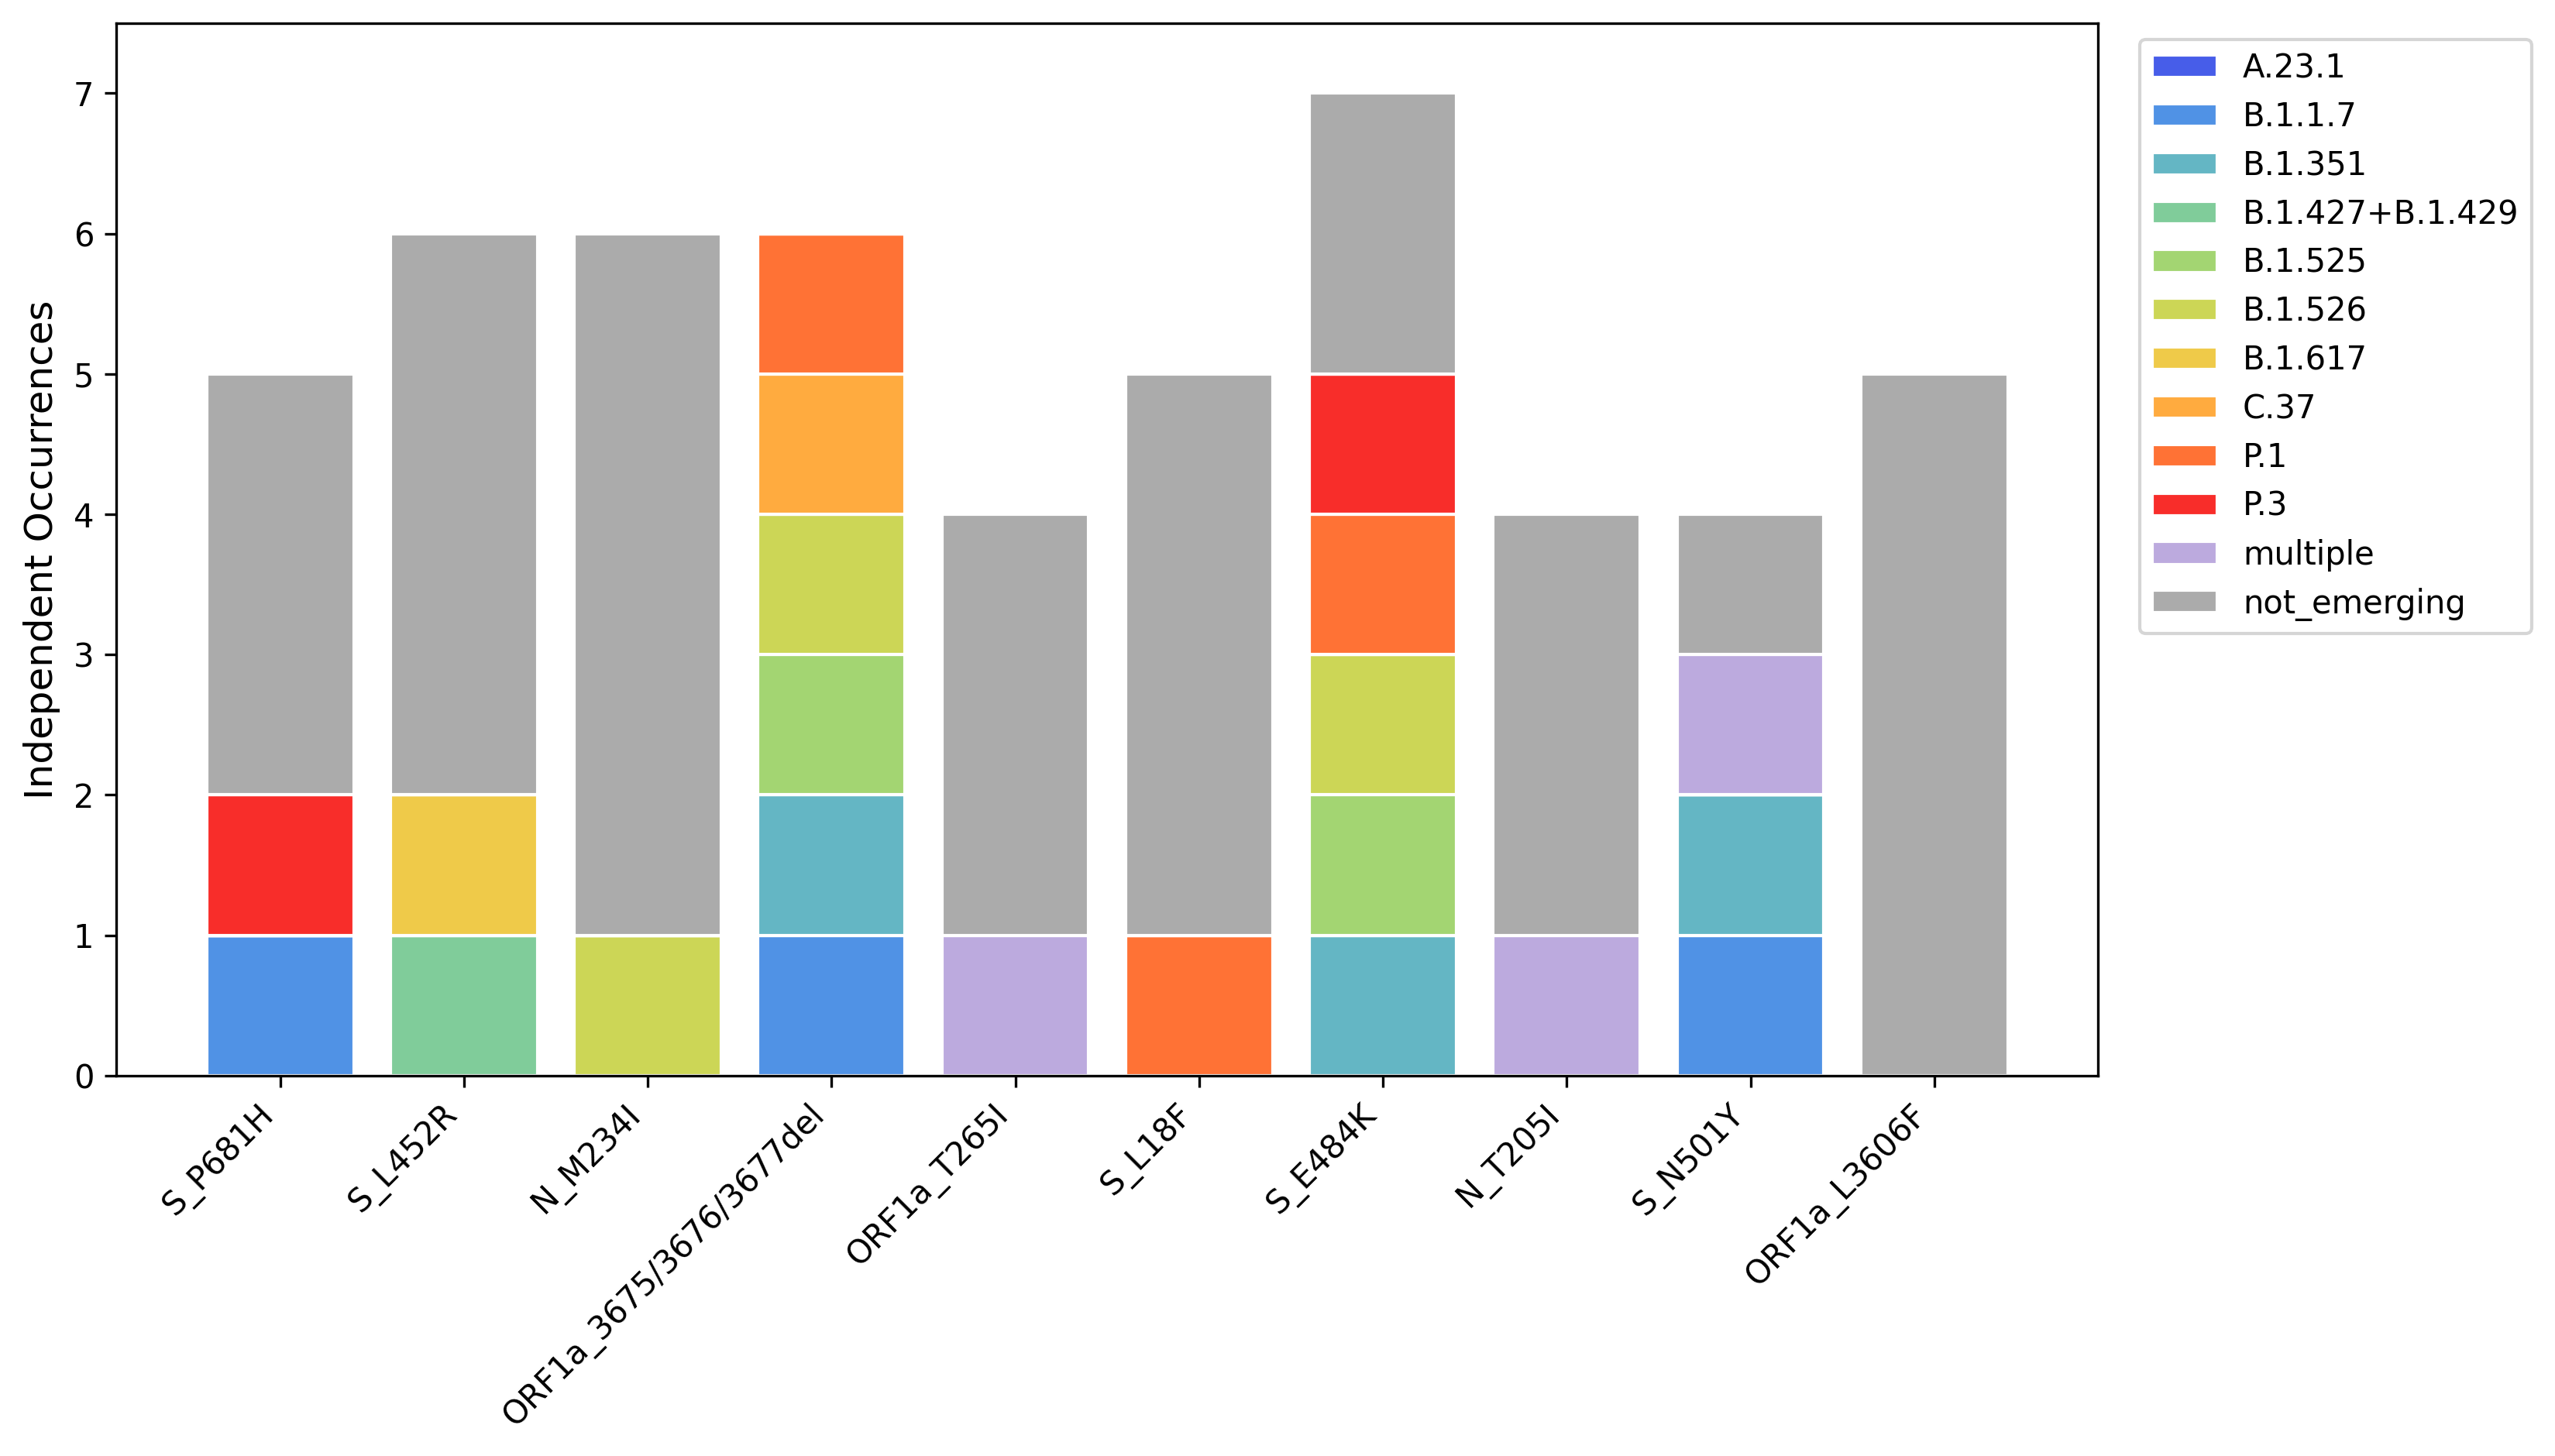 Independent Occurrences
7
6
5
4
3
2
1
0
S_P681H
S_L452R
N_M234I
ORF1a_3675/3676/3677del
ORF1a_T265I
S_L18F
S_E484K
N_T205I
S_N501Y
ORF1a_L3606F
A.23.1
B.1.1.7
B.1.351
B.1.427+B.1.429
B.1.525
B.1.526
B.1.617
C.37
P.1
P.3
multiple
not_emerging